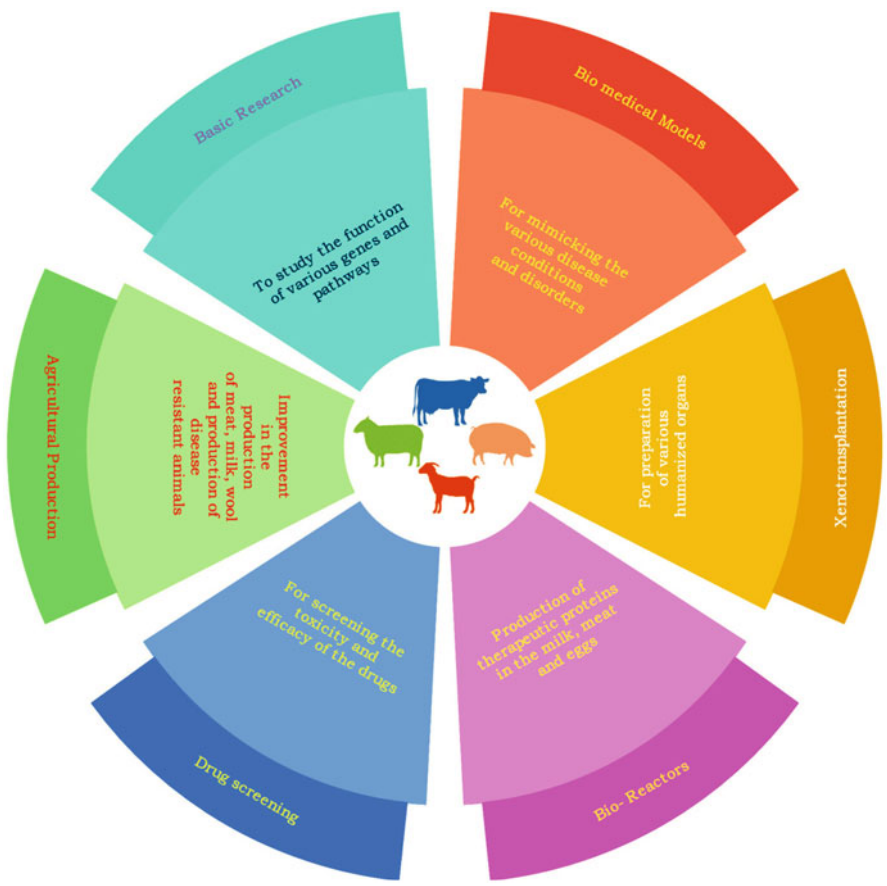 Basic Research
To study the function
of various genes and
pathways
Bio medical Models
For mimicking the
various disease
conditions
and disorders
Xenotransplantation
For preparation
of various
humanized organs
Bio- Reactors
Production of
therapeutic proteins
in the milk, meat
and eggs
Drug screening
For screening the
toxicity and
efficacy of the drugs
Agricultural Production
Improvement
in the
production
of meat, milk, wool
and production of
disease
resistant animals